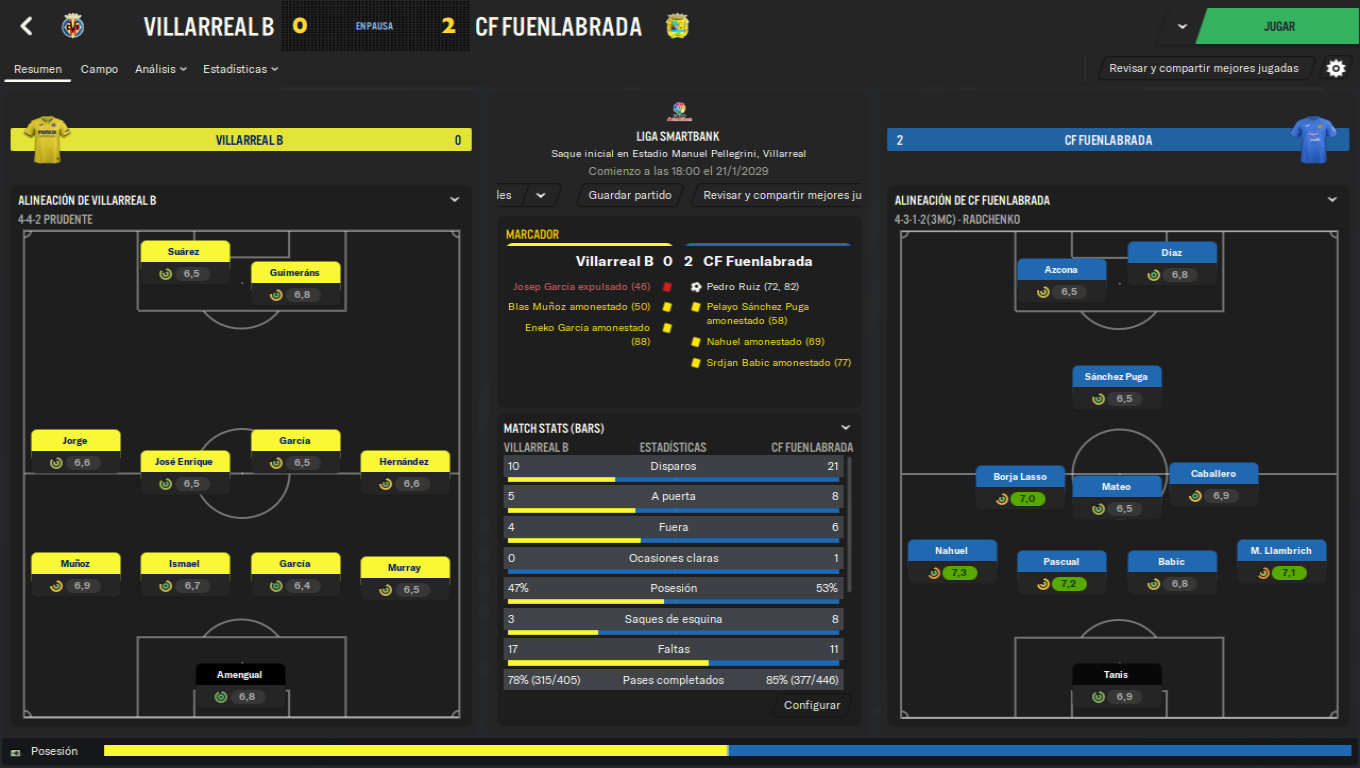 VILLARREAL B
0
EN PAUSA
2
CF FUENLABRADA
JUGAR
Resumen
Campo
Análisis
Estadísticas
Revisar y compartir mejores jugadas
VILLARREAL B
0
LIGA SMARTBANK
Saque inicial en Estadio Manuel Pellegrini, Villarreal
Comienzo a las 18:00 el 21/1/2029
les
Guardar partido
Revisar y compartir mejores ju
2
CF FUENLABRADA
ALINEACIÓN DE VILLARREAL B
4-4-2 PRUDENTE
Suárez
6,5
Guimeráns
6,8
Jorge
6,6
José Enrique
6,5
García
6,5
Hernández
6,6
Muñoz
6,9
Ismael
6,7
García
6,4
Murray
6,5
Amengual
6,8
MARCADOR
Villarreal B 0 2 CF Fuenlabrada
Josep García expulsado (46)
Blas Muñoz amonestado (50)
Eneko García amonestado
(88)
Pedro Ruiz (72, 82)
Pelayo Sánchez Puga
amonestado (58)
Nahuel amonestado (69)
Srdjan Babic amonestado (77)
MATCH STATS (BARS)
VILLARREAL B ESTADÍSTICAS CF FUENLABRADA
10 Disparos 21
5 A puerta 8
4 Fuera 6
0 Ocasiones claras 1
47% Posesión 53%
3 Saques de esquina 8
17 Faltas 11
78% (315/405) Pases completados 85% (377/446)
Configurar
ALINEACIÓN DE CF FUENLABRADA
4-3-1-2 (3MC) - RADCHENKO
Azcona
6,5
Díaz
6,8
Sánchez Puga
6,5
Borja Lasso
7,0
Mateo
6,5
Caballero
6,9
Nahuel
7,3
Pascual
7,2
Babic
6,8
M. Llambrich
7,1
Tanis
6,9
Posesión